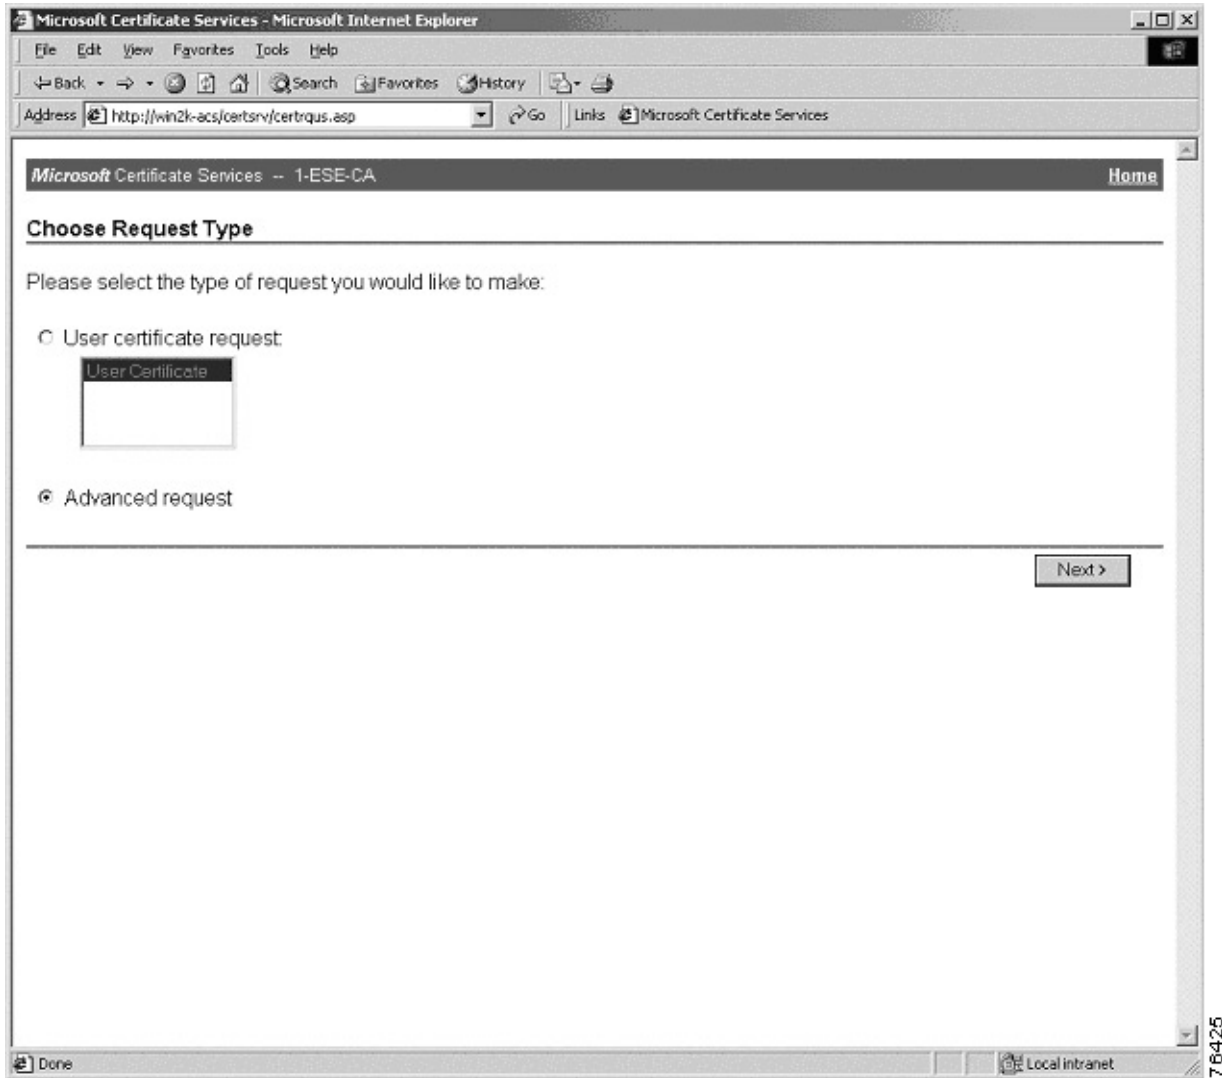 Microsoft Certificate Services - Microsoft Internet Explorer
File Edit View Favorites Tools Help
Back Search Favorites History
Address http://win2k-acs/certsrv/certrqus.asp Go Links Microsoft Certificate Services
Microsoft Certificate Services -- 1-ESE-CA Home
Choose Request Type
Please select the type of request you would like to make:
User certificate request:
User Certificate
Advanced request
Next >
Done Local intranet
76425